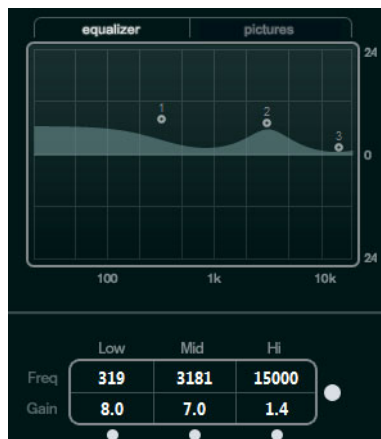 equalizer pictures
24
1 2 3
0
24
100 1k 10k
Low Mid Hi
Freq 319 3181 15000
Gain 8.0 7.0 1.4